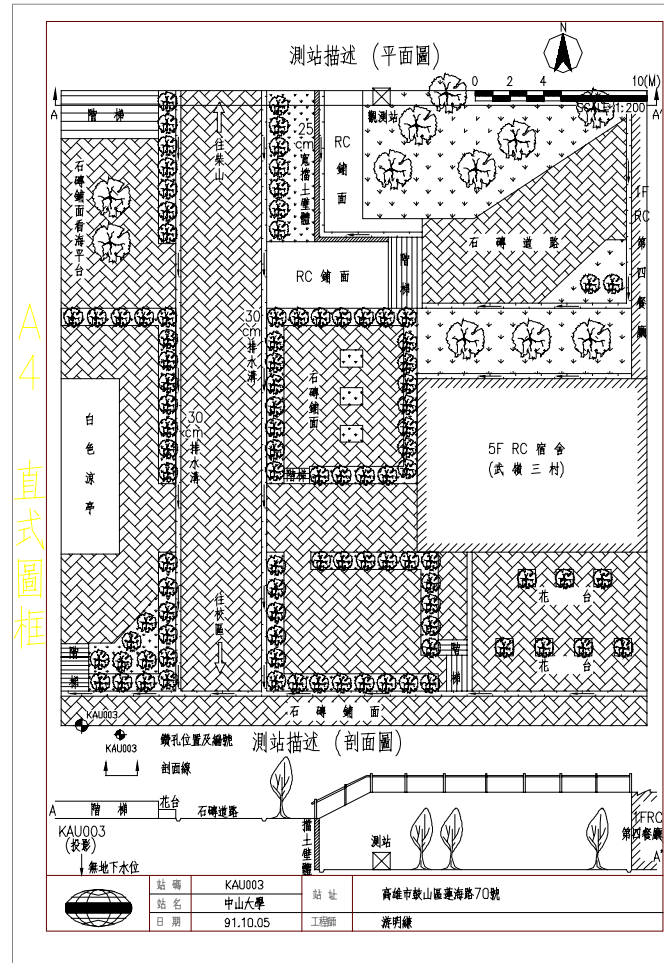 測站描述 (平面圖)
N
0 2 4 10(M)
SCALE:1:200
A
A'
階梯
往柴山
25
cm
寬擋土壁體
RC
鋪
面
觀測站
石磚鋪面看海平台
石磚道路
1F
RC
第四餐廳
RC 鋪面
階梯
30
cm
排水溝
石磚鋪面
白色涼亭
30
cm
排水溝
5F RC 宿舍
(武嶺三村)
階梯
往校區
花台
花台
階梯
階梯
石磚鋪面
A4 直式圖框
KAU003
KAU003
鑽孔位置及編號
剖面線
測站描述 (剖面圖)
A
階梯
花台
石磚道路
KAU003
(投影)
無地下水位
擋土壁體
測站
1FRC
第四餐廳
A'
站碼 KAU003
站址 高雄市鼓山區蓮海路70號
站名 中山大學
日期 91.10.05
工程師 游明鎌